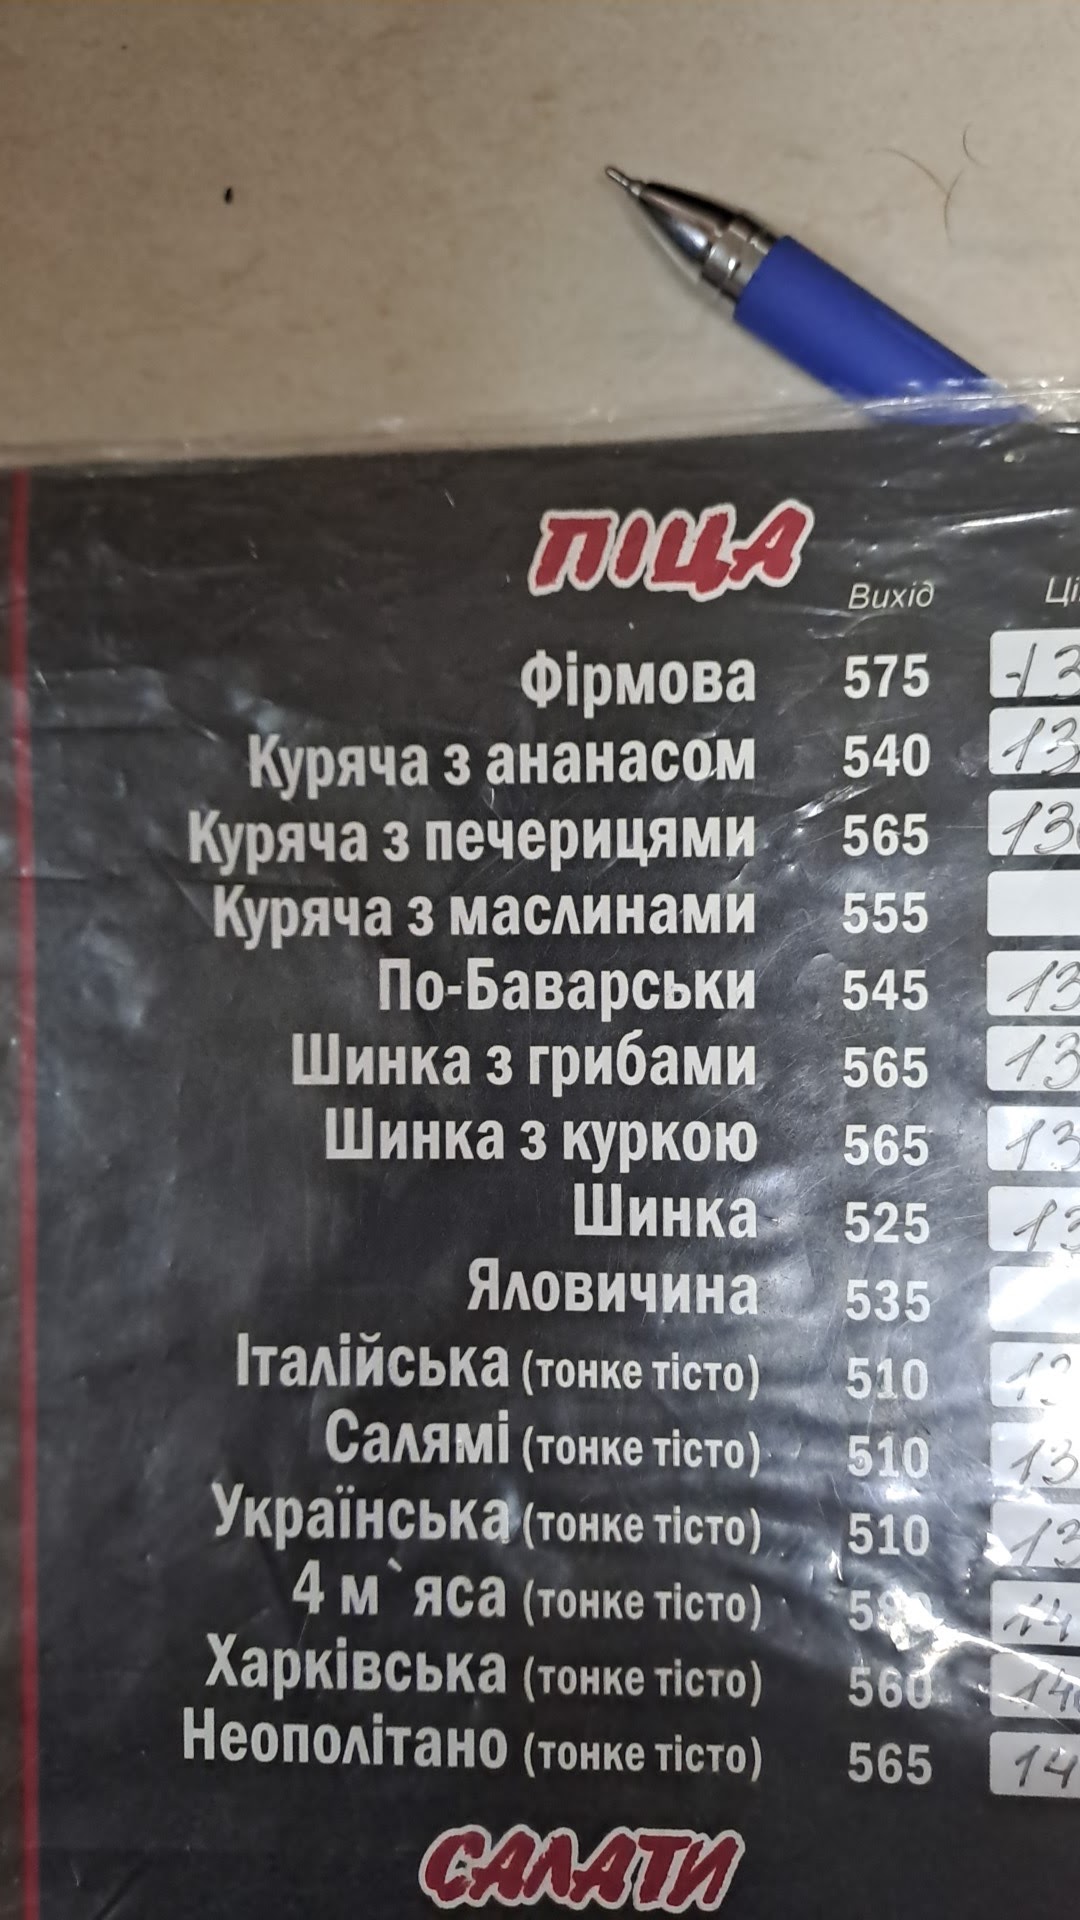 ПІЦА
Вихід
Фірмова 575
Куряча з ананасом 540
Куряча з печерицями 565
Куряча з маслинами 555
По-Баварськи 545
Шинка з грибами 565
Шинка з куркою 565
Шинка 525
Яловичина 535
Італійська (тонке тісто) 510
Салямі (тонке тісто) 510
Українська (тонке тісто) 510
4 м`яса (тонке тісто)
Харківська (тонке тісто) 560
Неополітано (тонке тісто) 565
САЛАТИ